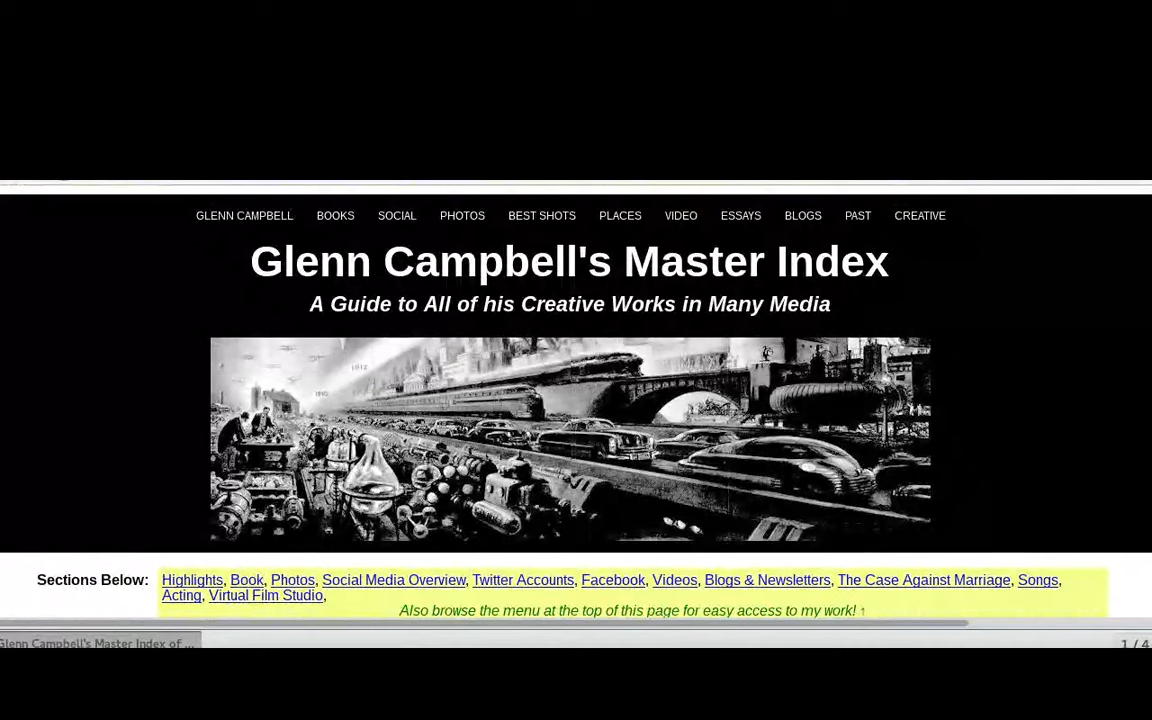 GLENN CAMPBELL BOOKS SOCIAL PHOTOS BEST SHOTS PLACES VIDEO ESSAYS BLOGS PAST CREATIVE
Glenn Campbell's Master Index
A Guide to All of his Creative Works in Many Media
1912
Sections Below: Highlights, Book, Photos, Social Media Overview, Twitter Accounts, Facebook, Videos, Blogs & Newsletters, The Case Against Marriage, Songs,
Acting, Virtual Film Studio,
Also browse the menu at the top of this page for easy access to my work! ↑
Glenn Campbell's Master Index of ... 1 / 4